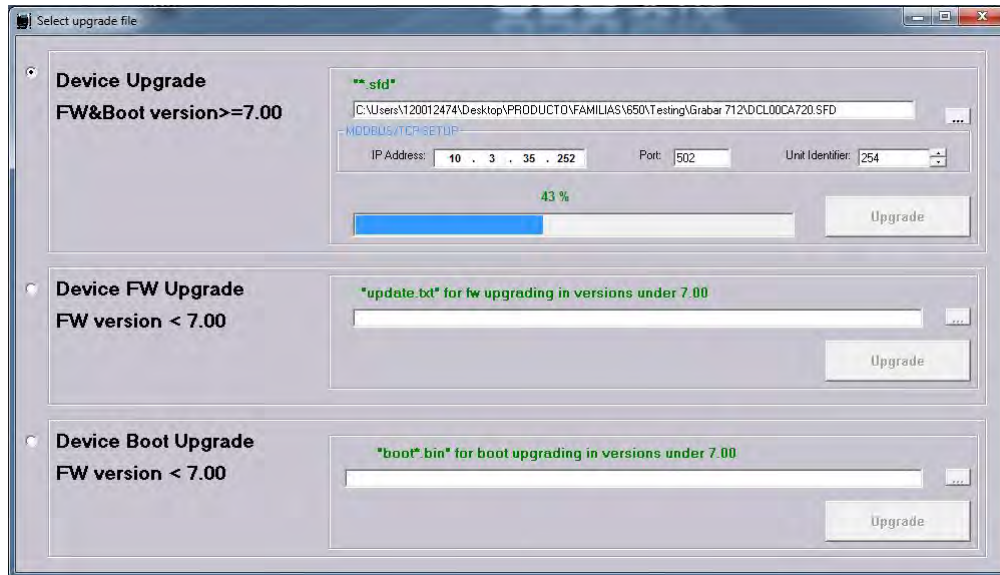 Select upgrade file
Device Upgrade
FW&Boot version>=7.00
"*.sfd"
C:\Users\120012474\Desktop\PRODUCTO\FAMILIAS\650\Testing\Grabar 712\DCL00CA720.SFD
...
MODBUS/TCP SETUP
IP Address: 10 . 3 . 35 . 252 Port: 502 Unit Identifier: 254
43 %
Upgrade
Device FW Upgrade
FW version < 7.00
"update.txt" for fw upgrading in versions under 7.00
...
Upgrade
Device Boot Upgrade
FW version < 7.00
"boot*.bin" for boot upgrading in versions under 7.00
...
Upgrade